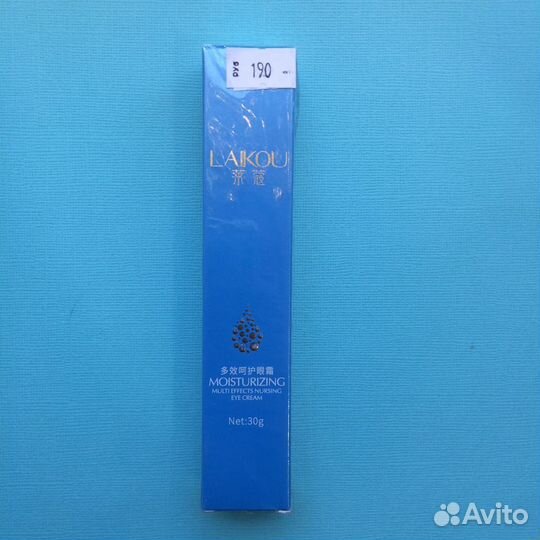 руб 190
LAIKOU
莱蔻
多效呵护眼霜
MOISTURIZING
MULTI EFFECTS NURSING
EYE CREAM
Net:30g
Avito